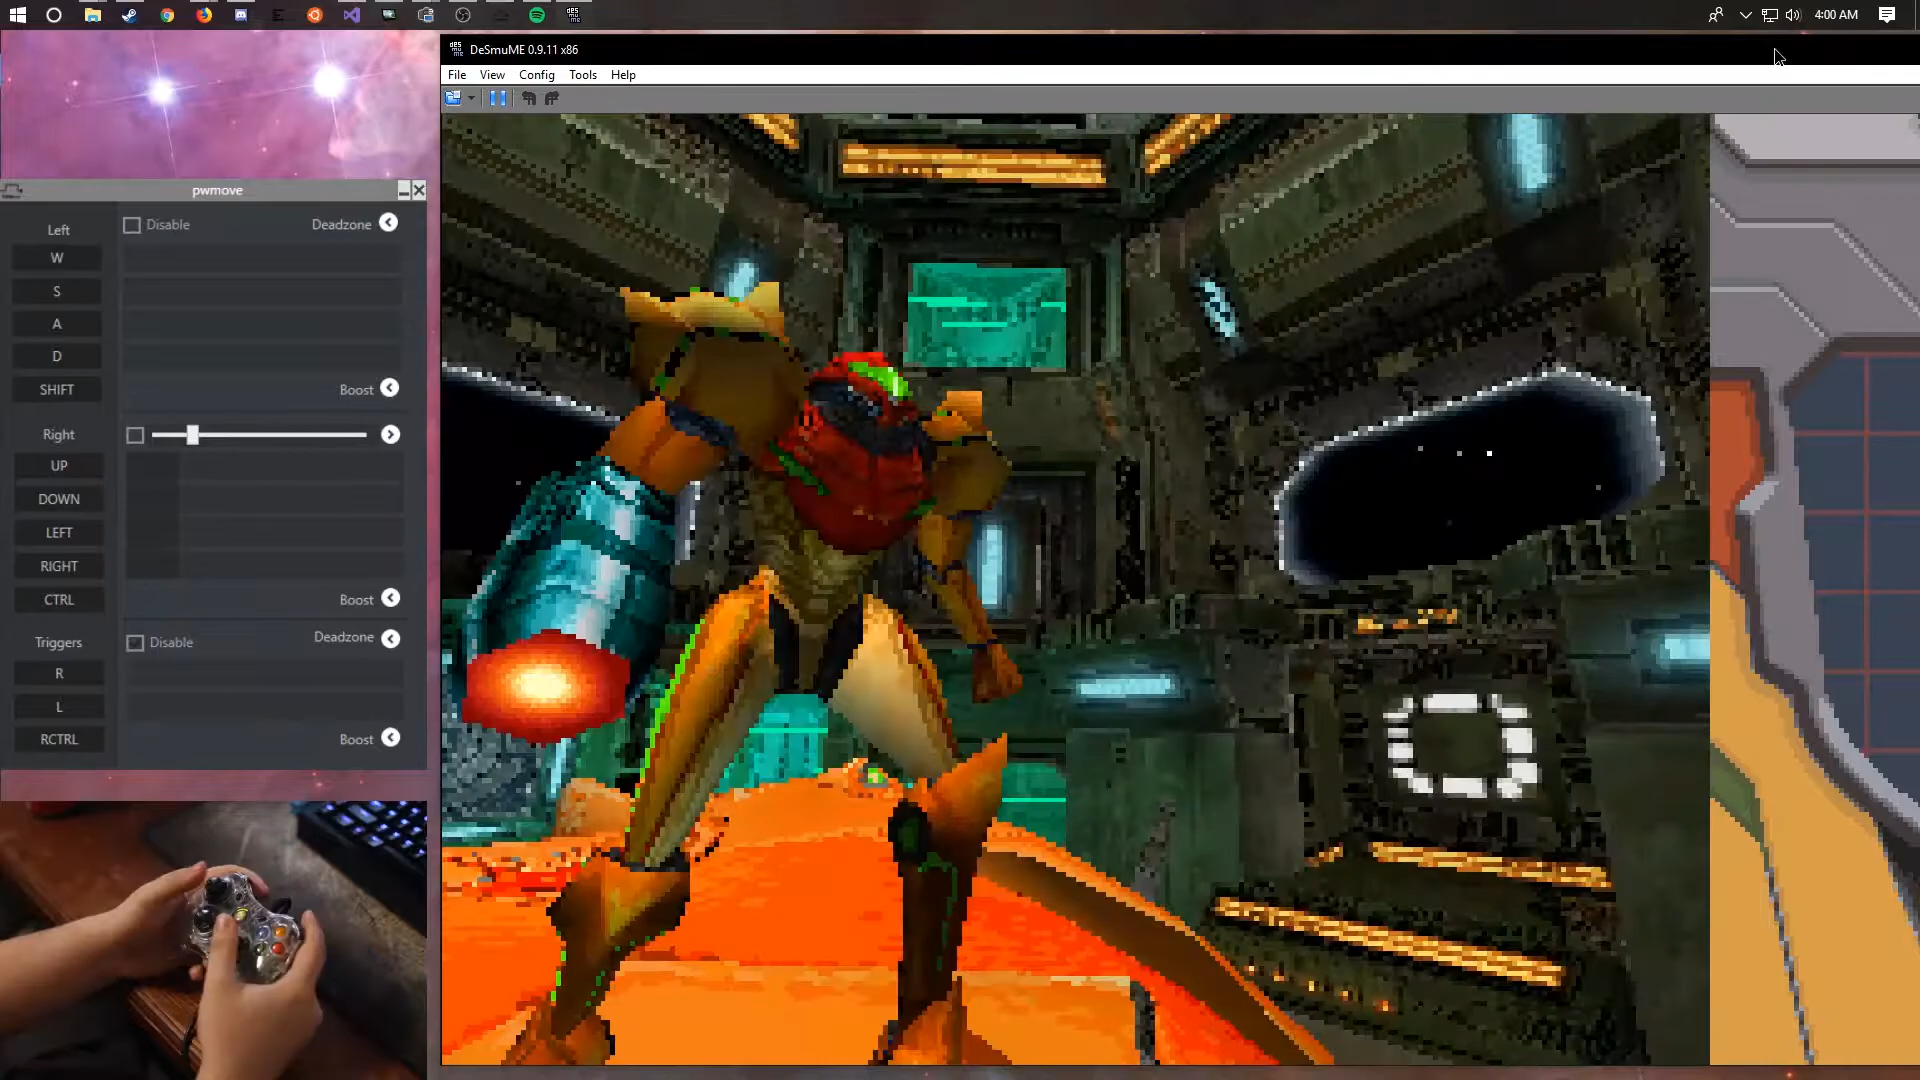 4:00 AM
DeSmuME 0.9.11 x86
File View Config Tools Help
pwmove
Left
Disable
Deadzone
W
S
A
D
SHIFT
Boost
Right
UP
DOWN
LEFT
RIGHT
CTRL
Boost
Triggers
Disable
Deadzone
R
L
RCTRL
Boost